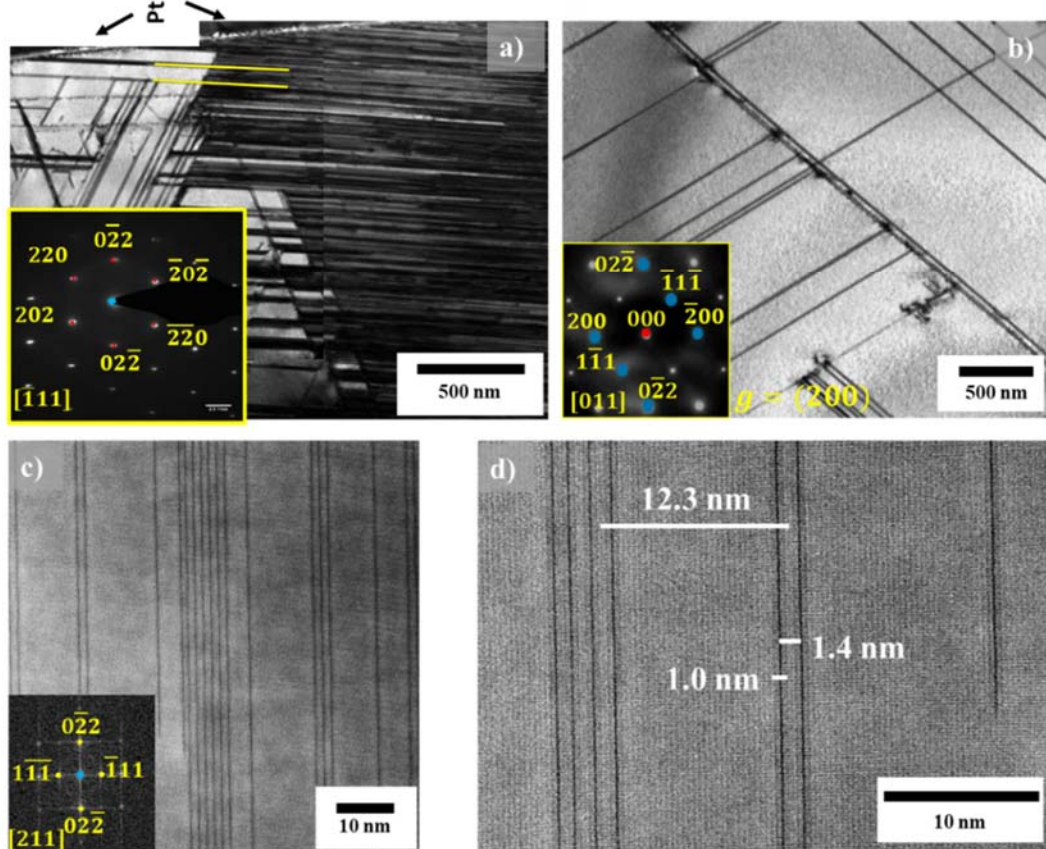 Pt
a)
02̄2
220
2̄02̄
202
2̄2̄0
022̄
[1̄11]
500 nm
b)
022̄
1̄11̄
200
000
2̄00
11̄1
[011]
02̄2
g = (200)
500 nm
c)
02̄2
11̄1̄
1̄11
022̄
[211]
10 nm
d)
12.3 nm
1.4 nm
1.0 nm
10 nm